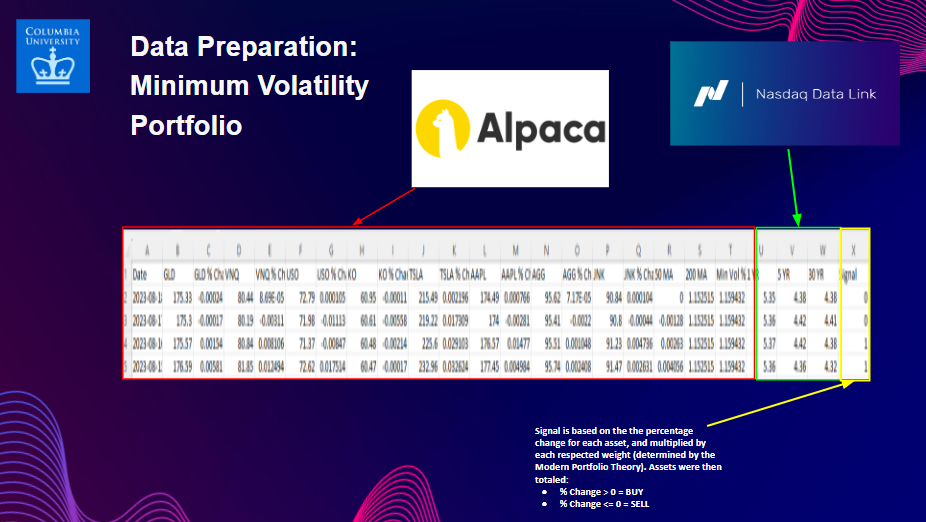 COLUMBIA
UNIVERSITY
Data Preparation:
Minimum Volatility
Portfolio
Alpaca
Nasdaq Data Link
A B C D E F G H I J K L M N O P Q R S T U V W X
Date GLD GLD % Cha VNQ VNQ % Ch USO USO % Ch KO KO % Char TSLA TSLA % Ch AAPL AAPL % Cl AGG AGG % Ch JNK JNK % Cha 50 MA 200 MA Min Vol % 1 YR 5 YR 30 YR Signal
2 2023-08-18 175.33 -0.00024 80.44 8.69E-05 72.79 0.000105 60.95 -0.00011 215.49 0.002196 174.49 0.000766 95.62 7.17E-05 90.84 0.000104 0 1.152515 1.159432 5.35 4.38 4.38 0
3 2023-08-17 175.3 -0.00017 80.19 -0.00311 71.98 -0.01113 60.61 -0.00558 219.22 0.017309 174 -0.00281 95.41 -0.0022 90.8 -0.00044 -0.00128 1.152515 1.159432 5.36 4.42 4.41 0
4 2023-08-16 175.57 0.00154 80.84 0.008106 71.37 -0.00847 60.48 -0.00214 225.6 0.029103 176.57 0.01477 95.51 0.001048 91.23 0.004736 0.00263 1.152515 1.159432 5.37 4.42 4.38 1
5 2023-08-15 176.59 0.00581 81.85 0.012494 72.62 0.017514 60.47 -0.00017 232.96 0.032624 177.45 0.004984 95.74 0.002408 91.47 0.002631 0.004056 1.152515 1.159432 5.36 4.36 4.32 1
Signal is based on the the percentage
change for each asset, and multiplied by
each respected weight (determined by the
Modern Portfolio Theory). Assets were then
totaled:
● % Change > 0 = BUY
● % Change <= 0 = SELL